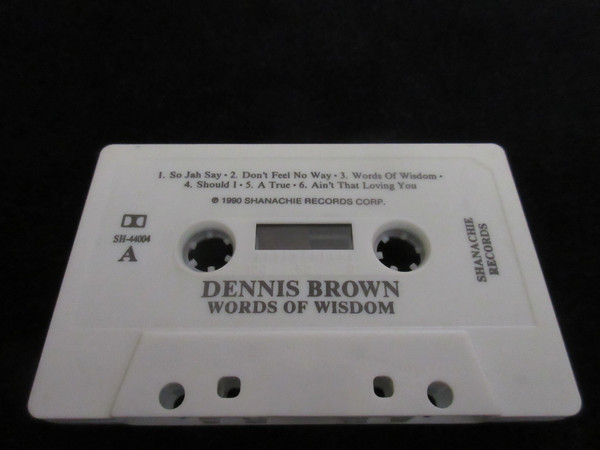 1. So Jah Say • 2. Don't Feel No Way • 3. Words Of Wisdom •
4. Should I • 5. A True • 6. Ain't That Loving You
℗ 1990 SHANACHIE RECORDS CORP.
SH-44004
A
SHANACHIE
RECORDS
DENNIS BROWN
WORDS OF WISDOM